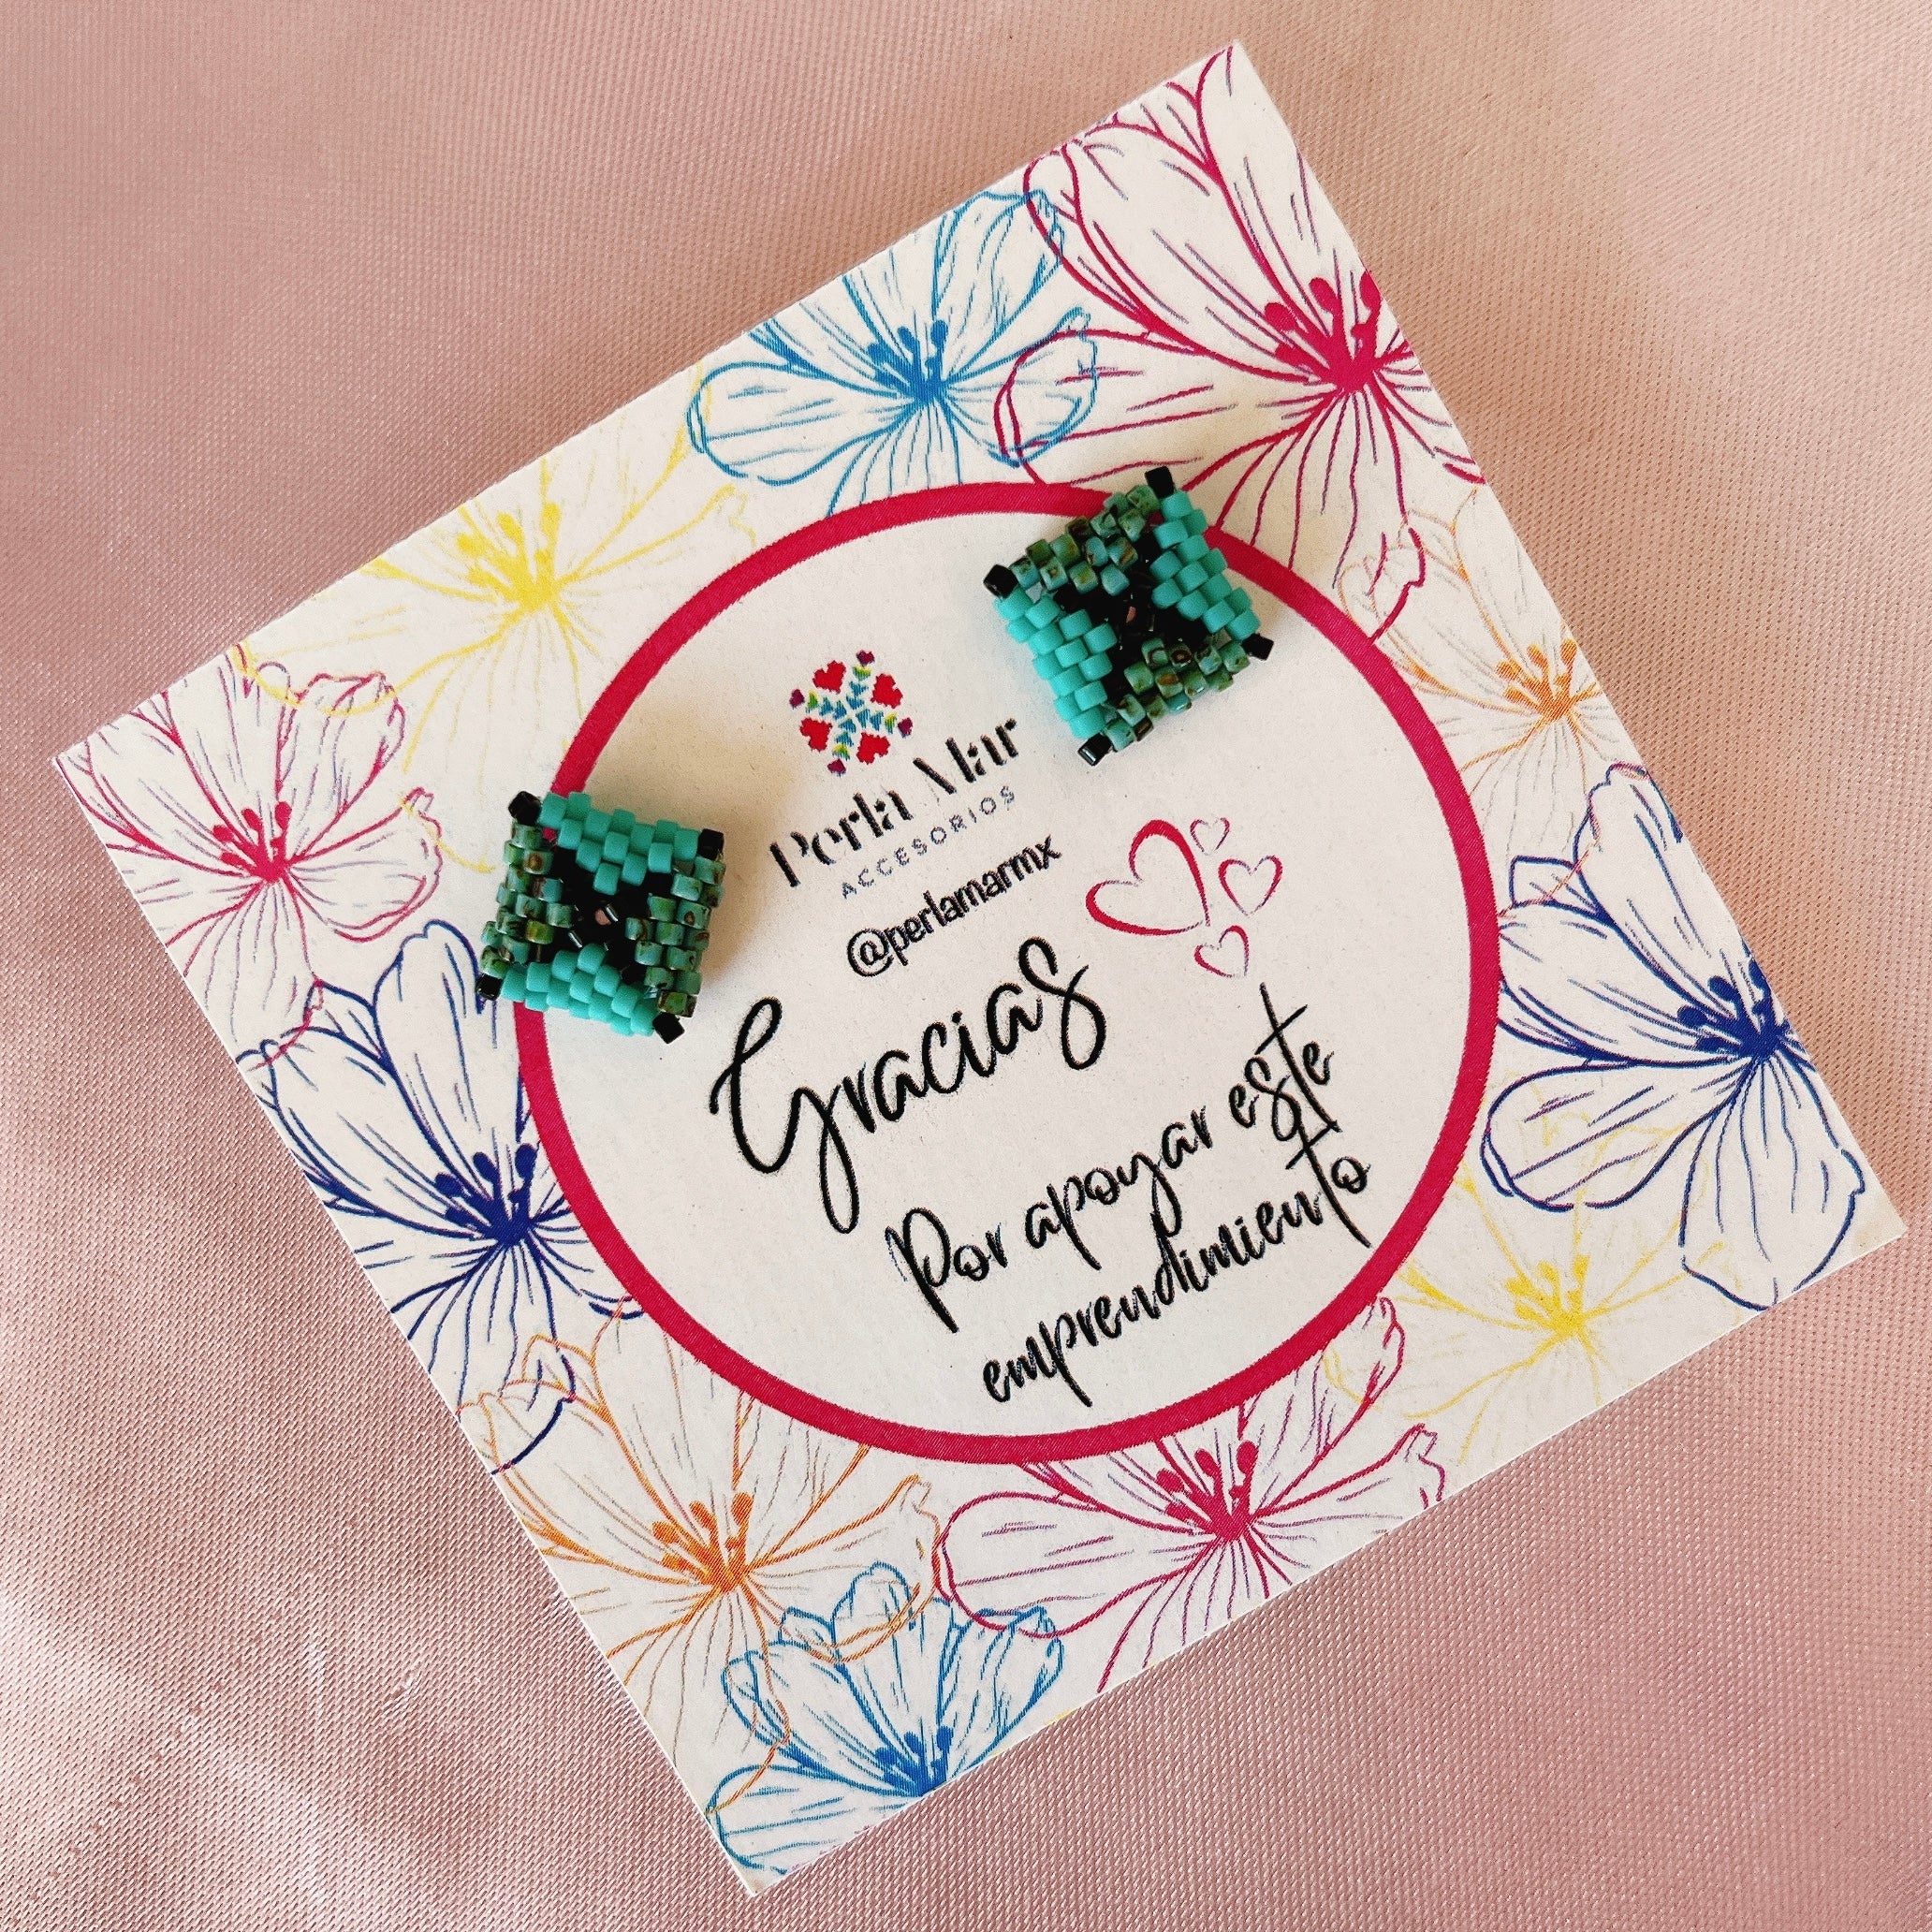 Perla Mar
ACCESORIOS
@perlamarmx
Gracias
Por apoyar este
emprendimiento